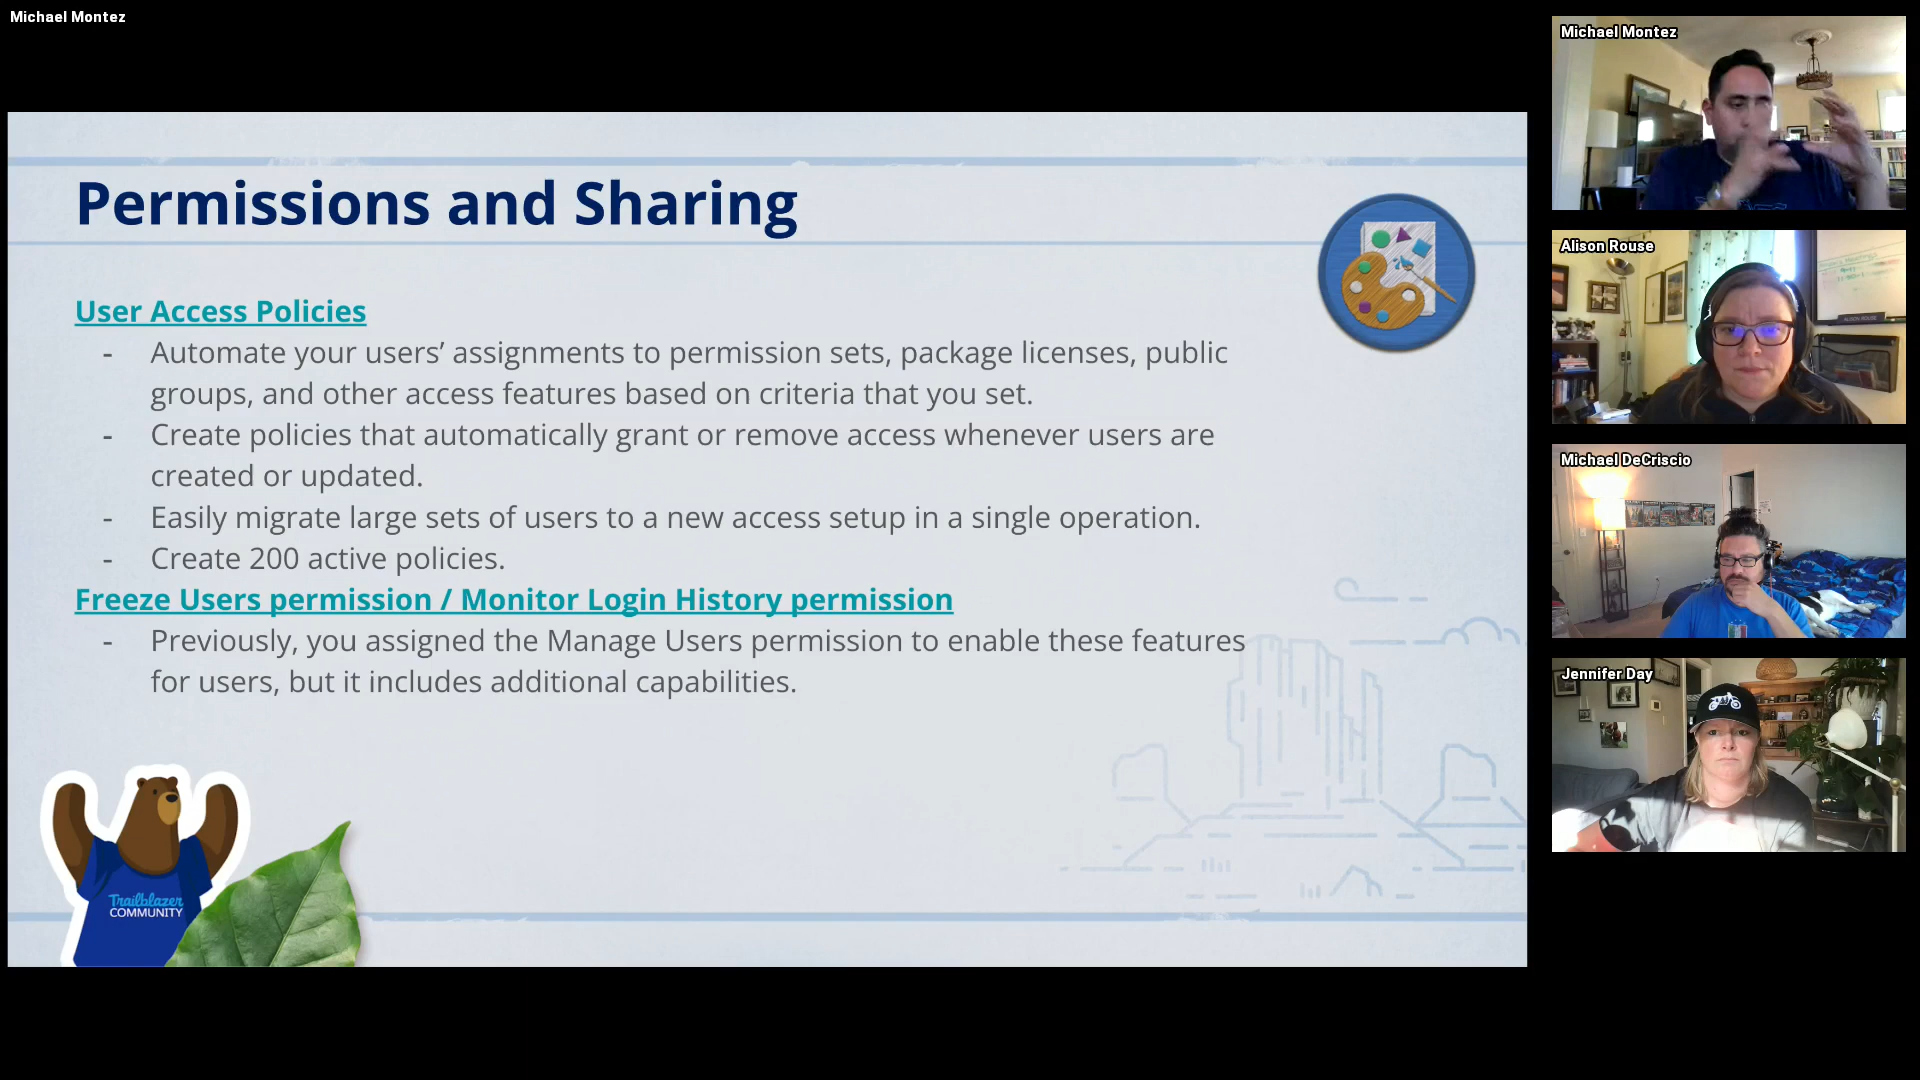 Michael Montez
Permissions and Sharing
User Access Policies
- Automate your users’ assignments to permission sets, package licenses, public
groups, and other access features based on criteria that you set.
- Create policies that automatically grant or remove access whenever users are
created or updated.
- Easily migrate large sets of users to a new access setup in a single operation.
- Create 200 active policies.
Freeze Users permission / Monitor Login History permission
- Previously, you assigned the Manage Users permission to enable these features
for users, but it includes additional capabilities.
Trailblazer
COMMUNITY
Michael Montez
Alison Rouse
Michael DeCriscio
Jennifer Day